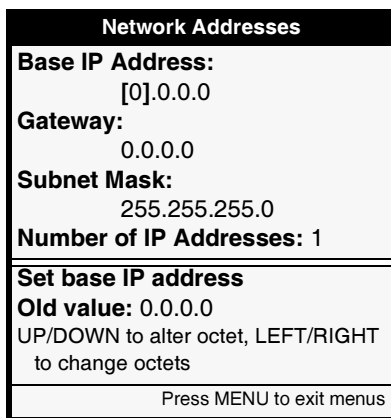 Network Addresses
Base IP Address:
[0].0.0.0
Gateway:
0.0.0.0
Subnet Mask:
255.255.255.0
Number of IP Addresses: 1
Set base IP address
Old value: 0.0.0.0
UP/DOWN to alter octet, LEFT/RIGHT
to change octets
Press MENU to exit menus